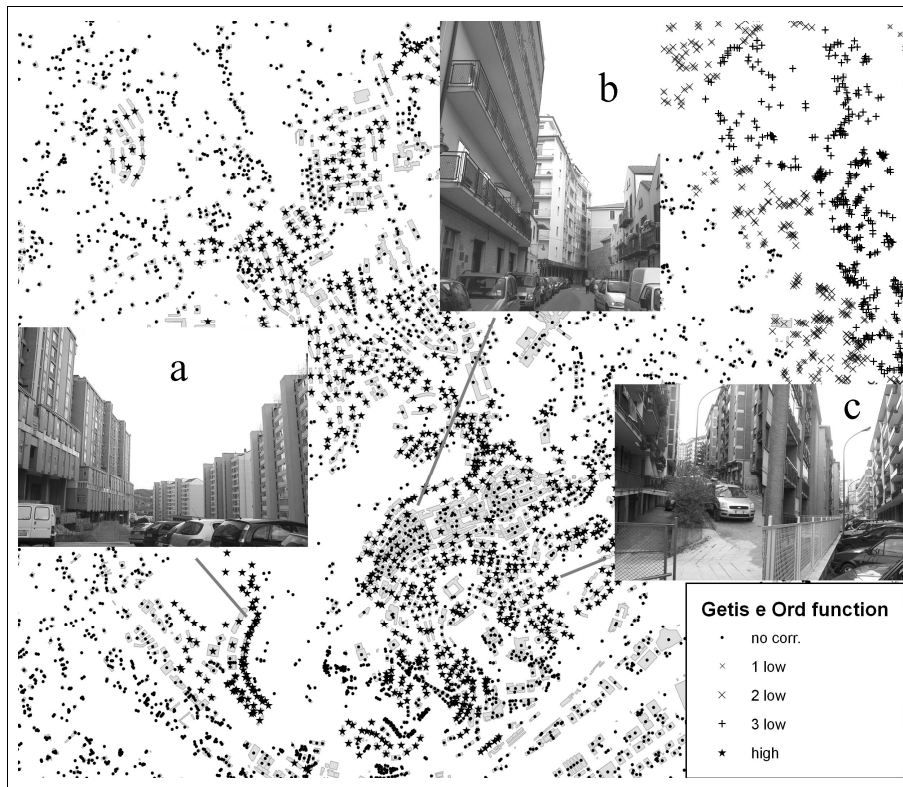 b
a
c
Getis e Ord function
no corr.
1 low
2 low
3 low
high